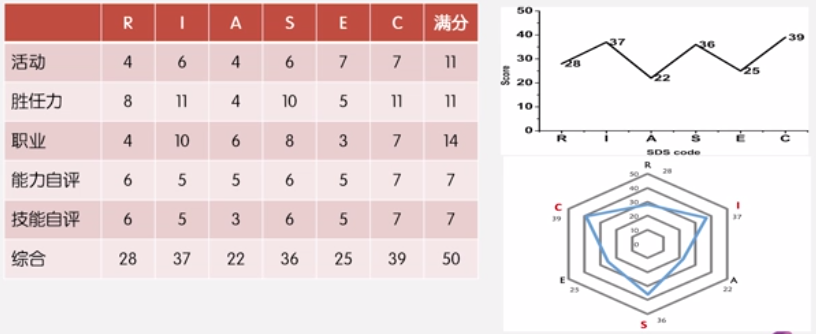 R I A S E C 满分
活动 4 6 4 6 7 7 11
胜任力 8 11 4 10 5 11 11
职业 4 10 6 8 3 7 14
能力自评 6 5 5 6 5 7 7
技能自评 6 5 3 6 5 7 7
综合 28 37 22 36 25 39 50
50
40
30
20
10
0
Score
28 37 22 36 25 39
R I A S E C
SDS code
R 28
50
40
30
20
10
0
C I
39 37
E A
25 22
S 36